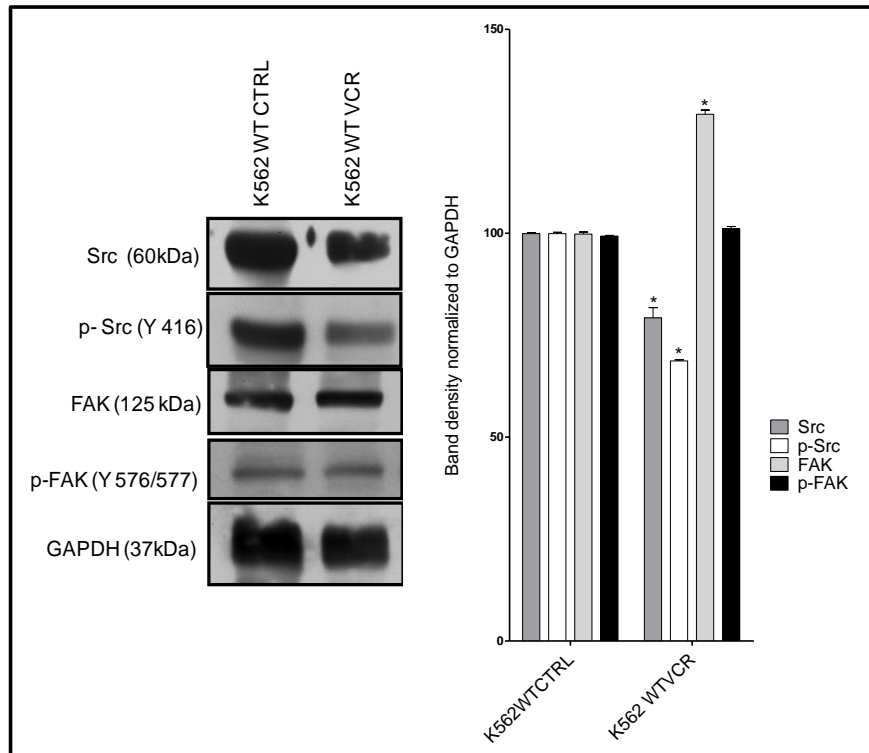 K562 WT CTRL
K562 WT VCR
Src (60kDa)
p- Src (Y 416)
FAK (125 kDa)
p-FAK (Y 576/577)
GAPDH (37kDa)
Band density normalized to GAPDH
150
100
50
0
*
*
*
K562WTCTRL
K562 WTVCR
Src
p-Src
FAK
p-FAK